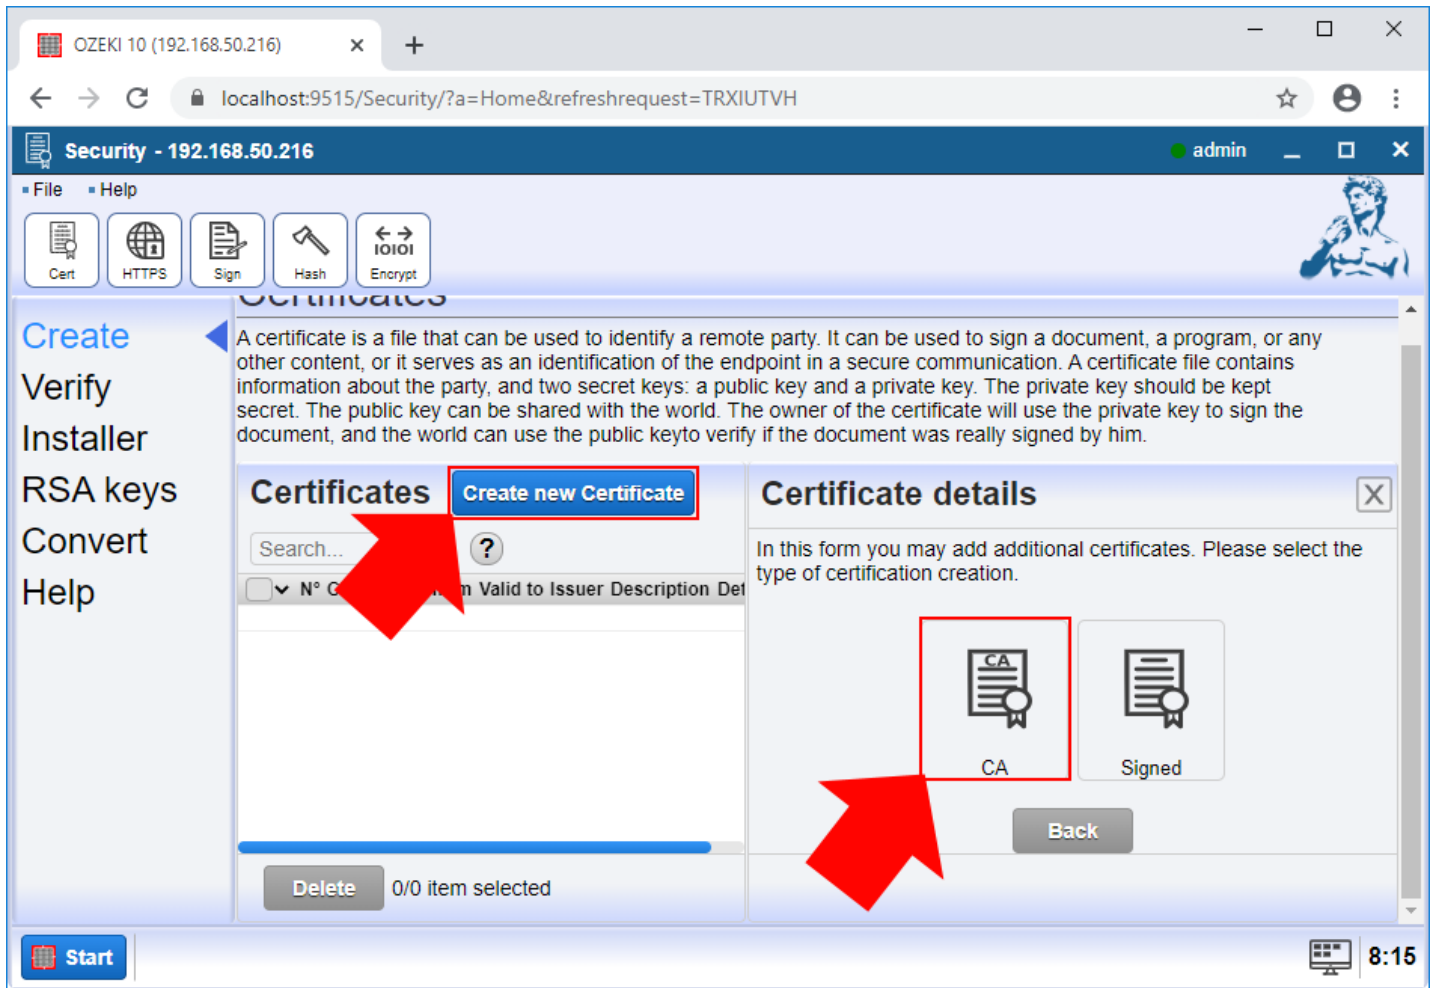 OZEKI 10 (192.168.50.216)
localhost:9515/Security/?a=Home&refreshrequest=TRXIUTVH
Security - 192.168.50.216
admin
File Help
Cert HTTPS Sign Hash Encrypt
IOIOI
Certificates
Create
Verify
Installer
RSA keys
Convert
Help
A certificate is a file that can be used to identify a remote party. It can be used to sign a document, a program, or any
other content, or it serves as an identification of the endpoint in a secure communication. A certificate file contains
information about the party, and two secret keys: a public key and a private key. The private key should be kept
secret. The public key can be shared with the world. The owner of the certificate will use the private key to sign the
document, and the world can use the public keyto verify if the document was really signed by him.
Certificates Create new Certificate
Search... ?
N° Valid to Issuer Description Det
Delete 0/0 item selected
Certificate details X
In this form you may add additional certificates. Please select the
type of certification creation.
CA
CA Signed
Back
Start
8:15